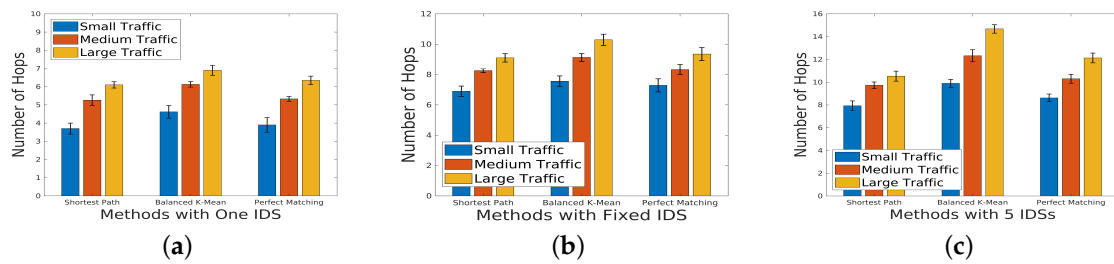 10
9
8
7
6
5
4
3
2
1
0
Number of Hops
Small Traffic
Medium Traffic
Large Traffic
Shortest Path Balanced K-Mean Perfect Matching
Methods with One IDS
(a)
12
10
8
6
4
2
0
Number of Hops
Small Traffic
Medium Traffic
Large Traffic
Shortest Path Balanced K-Mean Perfect Matching
Methods with Fixed IDS
(b)
16
14
12
10
8
6
4
2
0
Number of Hops
Small Traffic
Medium Traffic
Large Traffic
Shortest Path Balanced K-Mean Perfect Matching
Methods with 5 IDSs
(c)